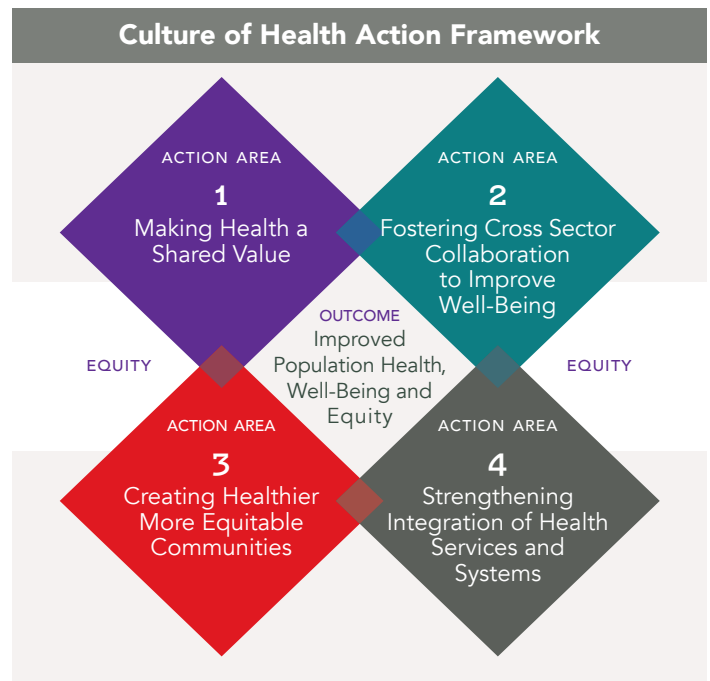 Culture of Health Action Framework
ACTION AREA
1
Making Health a
Shared Value
ACTION AREA
2
Fostering Cross Sector
Collaboration
to Improve
Well-Being
OUTCOME
Improved
Population Health,
Well-Being and
Equity
EQUITY
EQUITY
ACTION AREA
3
Creating Healthier
More Equitable
Communities
ACTION AREA
4
Strengthening
Integration of Health
Services and
Systems